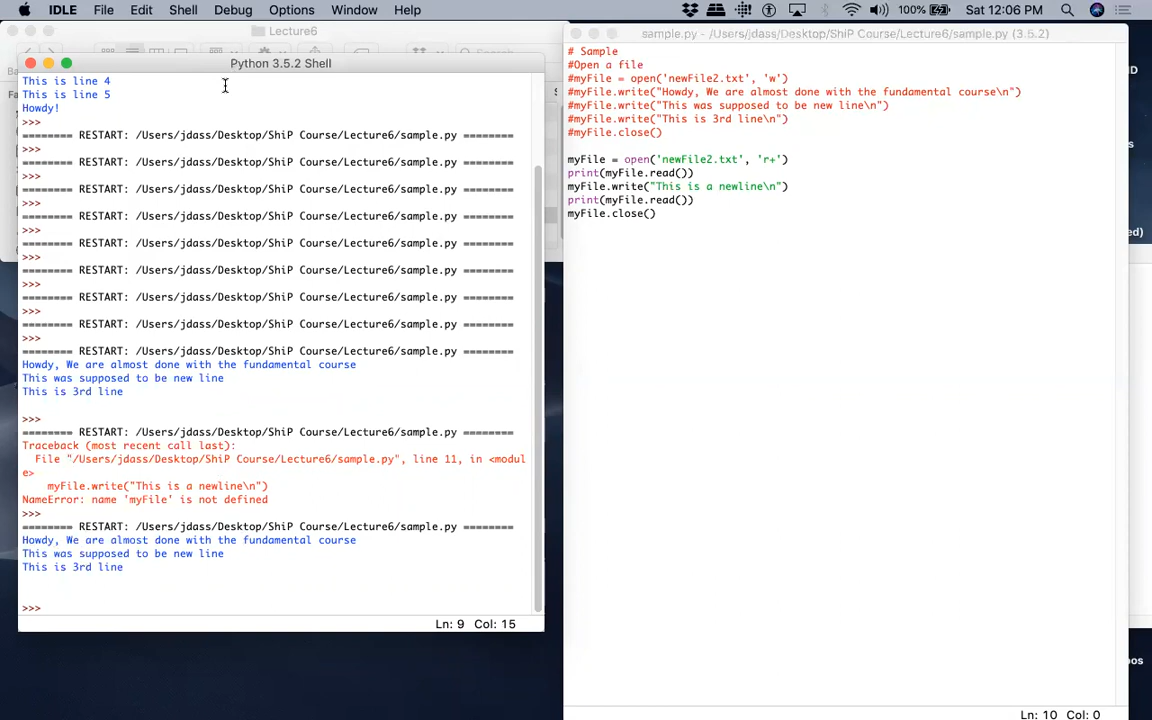 IDLE File Edit Shell Debug Options Window Help 100% Sat 12:06 PM
Lecture6
Python 3.5.2 Shell
This is line 4
This is line 5
Howdy!
>>>
======== RESTART: /Users/jdass/Desktop/ShiP Course/Lecture6/sample.py ========
>>>
======== RESTART: /Users/jdass/Desktop/ShiP Course/Lecture6/sample.py ========
>>>
======== RESTART: /Users/jdass/Desktop/ShiP Course/Lecture6/sample.py ========
>>>
======== RESTART: /Users/jdass/Desktop/ShiP Course/Lecture6/sample.py ========
>>>
======== RESTART: /Users/jdass/Desktop/ShiP Course/Lecture6/sample.py ========
>>>
======== RESTART: /Users/jdass/Desktop/ShiP Course/Lecture6/sample.py ========
>>>
======== RESTART: /Users/jdass/Desktop/ShiP Course/Lecture6/sample.py ========
>>>
======== RESTART: /Users/jdass/Desktop/ShiP Course/Lecture6/sample.py ========
>>>
======== RESTART: /Users/jdass/Desktop/ShiP Course/Lecture6/sample.py ========
Howdy, We are almost done with the fundamental course
This was supposed to be new line
This is 3rd line
>>>
======== RESTART: /Users/jdass/Desktop/ShiP Course/Lecture6/sample.py ========
Traceback (most recent call last):
File "/Users/jdass/Desktop/ShiP Course/Lecture6/sample.py", line 11, in <modul
e>
myFile.write("This is a newline\n")
NameError: name 'myFile' is not defined
>>>
======== RESTART: /Users/jdass/Desktop/ShiP Course/Lecture6/sample.py ========
Howdy, We are almost done with the fundamental course
This was supposed to be new line
This is 3rd line
>>>
Ln: 9 Col: 15
sample.py - /Users/jdass/Desktop/ShiP Course/Lecture6/sample.py (3.5.2)
# Sample
#Open a file
#myFile = open('newFile2.txt', 'w')
#myFile.write("Howdy, We are almost done with the fundamental course\n")
#myFile.write("This was supposed to be new line\n")
#myFile.write("This is 3rd line\n")
#myFile.close()
myFile = open('newFile2.txt', 'r+')
print(myFile.read())
myFile.write("This is a newline\n")
print(myFile.read())
myFile.close()
Ln: 10 Col: 0